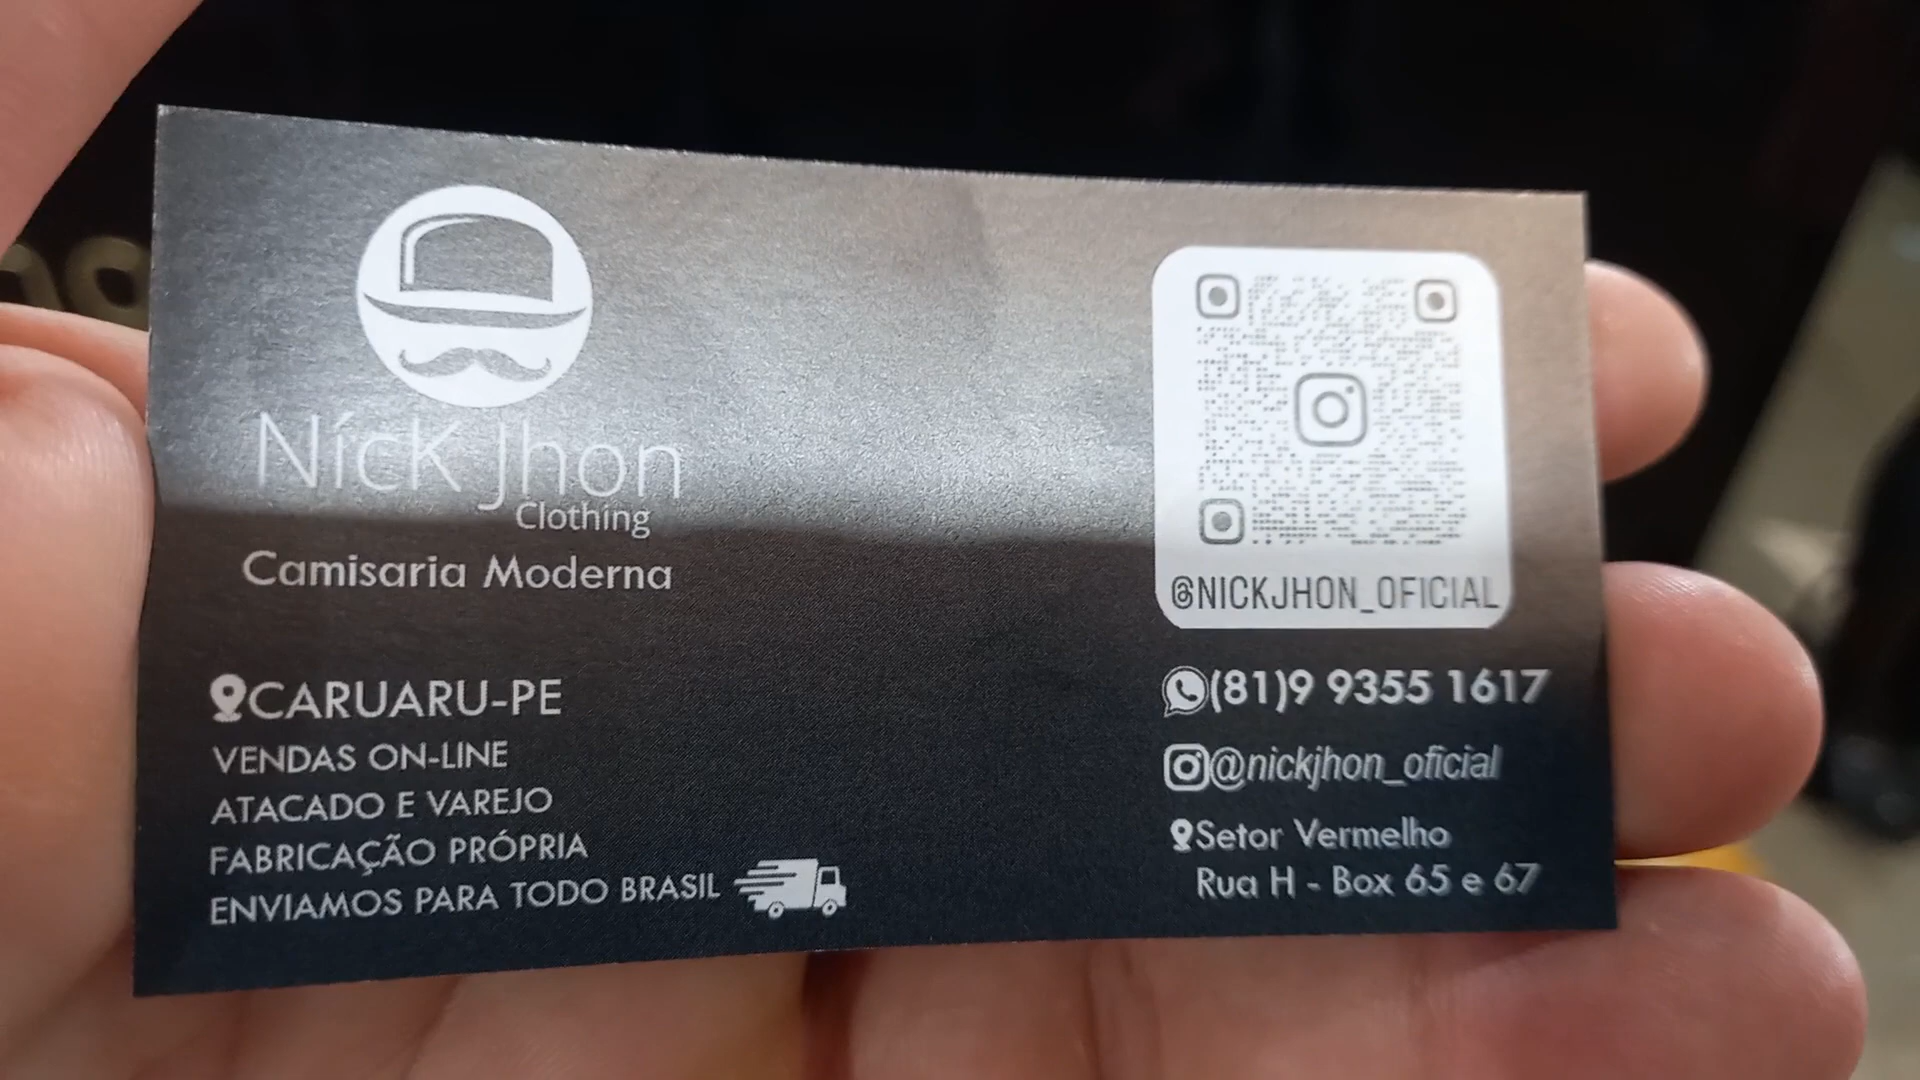 Níck Jhon
Clothing
Camisaria Moderna
CARUARU-PE
VENDAS ON-LINE
ATACADO E VAREJO
FABRICAÇÃO PRÓPRIA
ENVIAMOS PARA TODO BRASIL
@NICKJHON_OFICIAL
(81)9 9355 1617
@nickjhon_oficial
Setor Vermelho
Rua H - Box 65 e 67